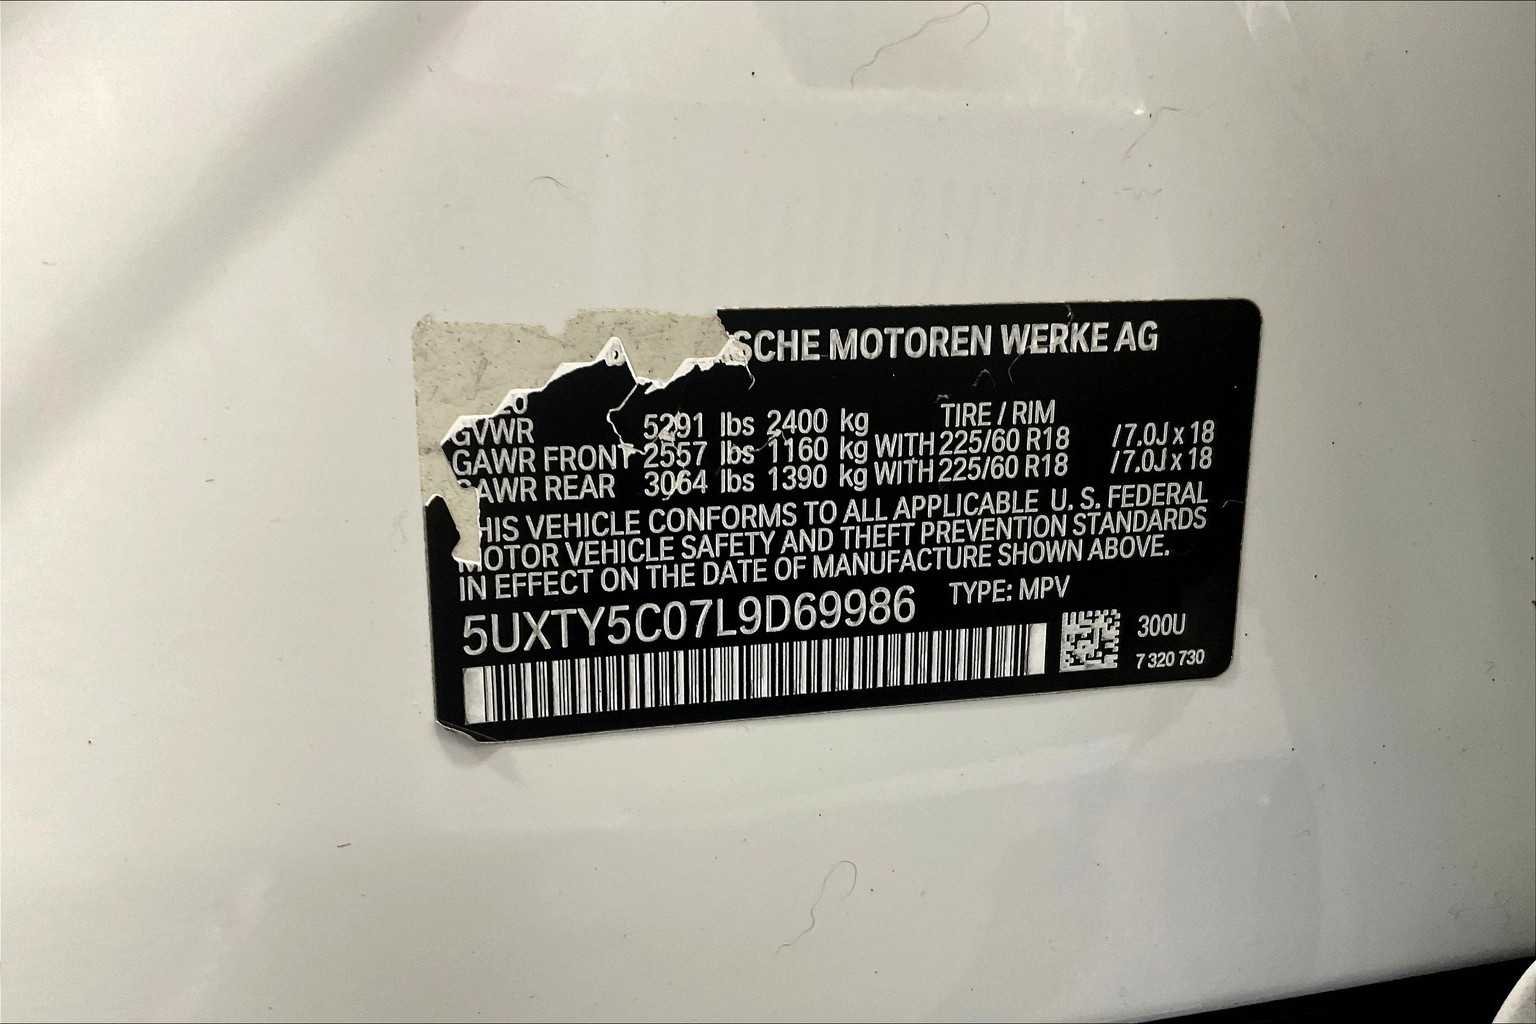 SCHE MOTOREN WERKE AG
GVWR 5291 lbs 2400 kg TIRE / RIM
GAWR FRONT 2557 lbs 1160 kg WITH 225/60 R18 / 7.0J x 18
GAWR REAR 3064 lbs 1390 kg WITH 225/60 R18 / 7.0J x 18
THIS VEHICLE CONFORMS TO ALL APPLICABLE U. S. FEDERAL
MOTOR VEHICLE SAFETY AND THEFT PREVENTION STANDARDS
IN EFFECT ON THE DATE OF MANUFACTURE SHOWN ABOVE.
5UXTY5C07L9D69986 TYPE: MPV
300U
7 320 730